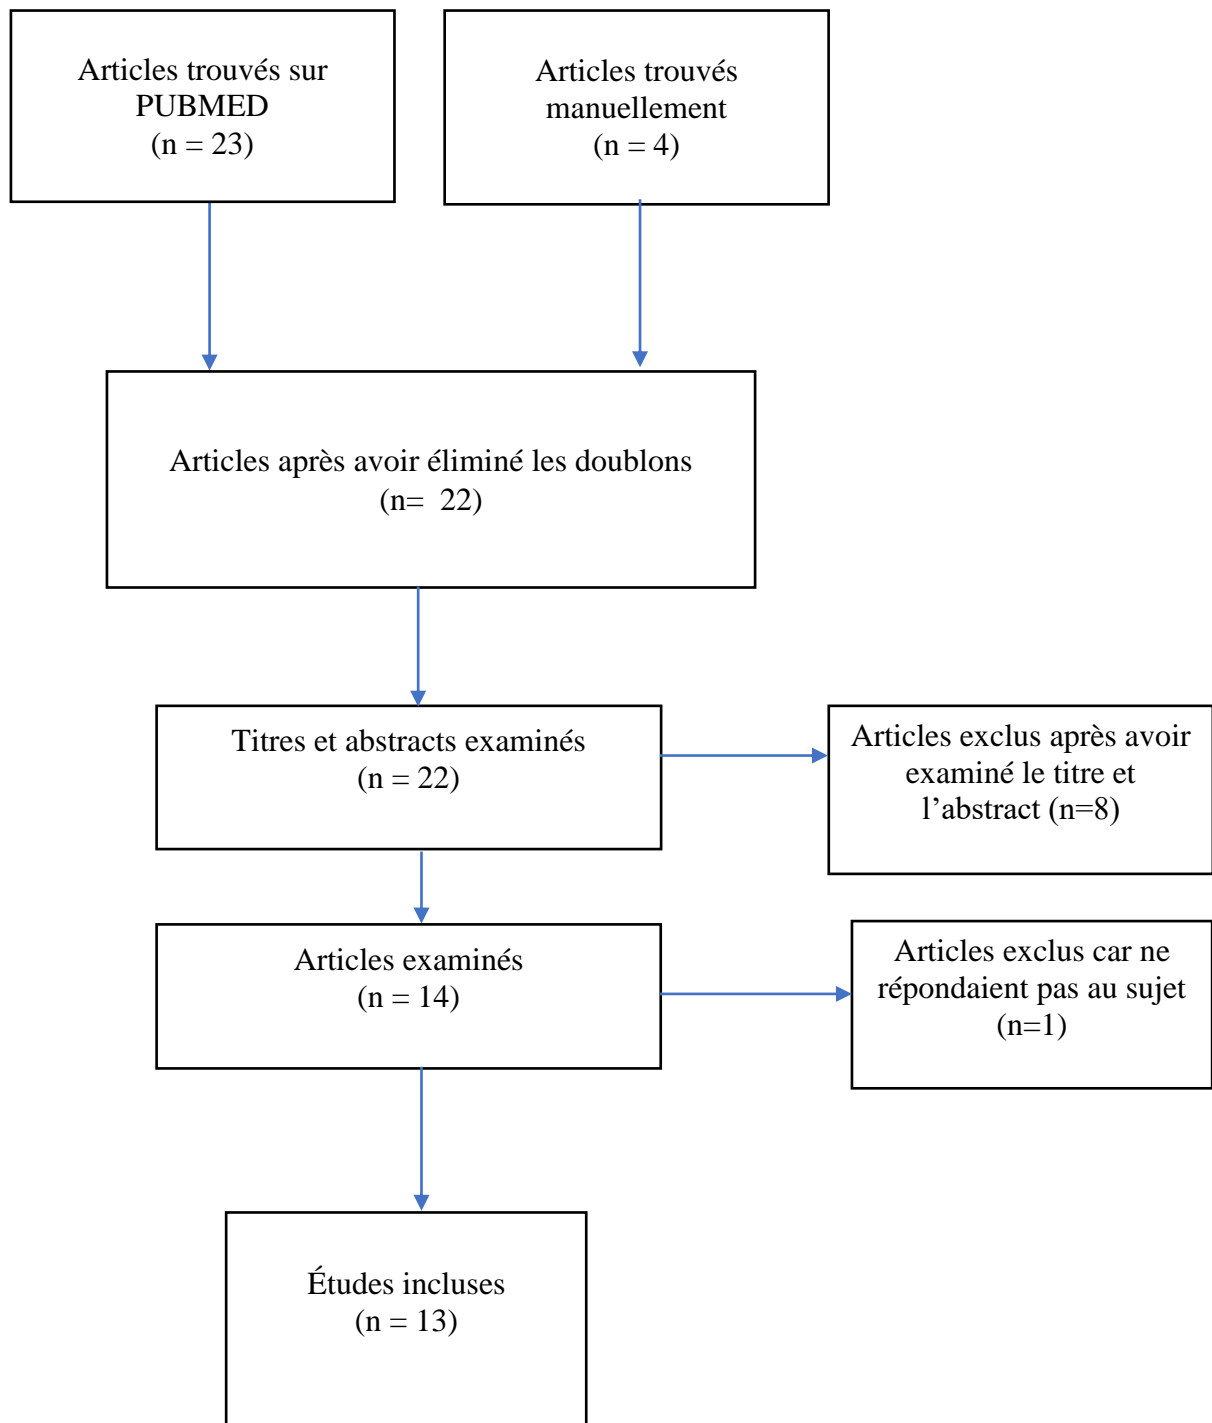 Articles trouvés sur
PUBMED
(n = 23)
Articles trouvés
manuellement
(n = 4)
Articles après avoir éliminé les doublons
(n=  22)
Titres et abstracts examinés
(n = 22)
Articles exclus après avoir
examiné le titre et
l’abstract (n=8)
Articles examinés
(n = 14)
Articles exclus car ne
répondaient pas au sujet
(n=1)
Études incluses
(n = 13)